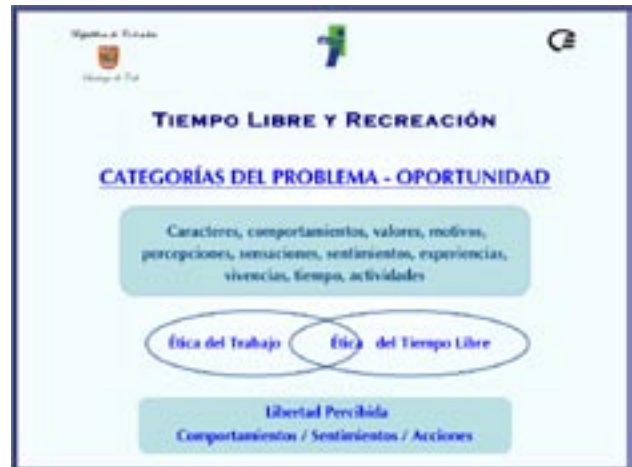 TIEMPO LIBRE Y RECREACIÓN
CATEGORÍAS DEL PROBLEMA - OPORTUNIDAD
Caracteres, comportamientos, valores, motivos,
percepciones, sensaciones, sentimientos, experiencias,
vivencias, tiempo, actividades
Ética del Trabajo Ética del Tiempo Libre
Libertad Percibida
Comportamientos / Sentimientos / Acciones